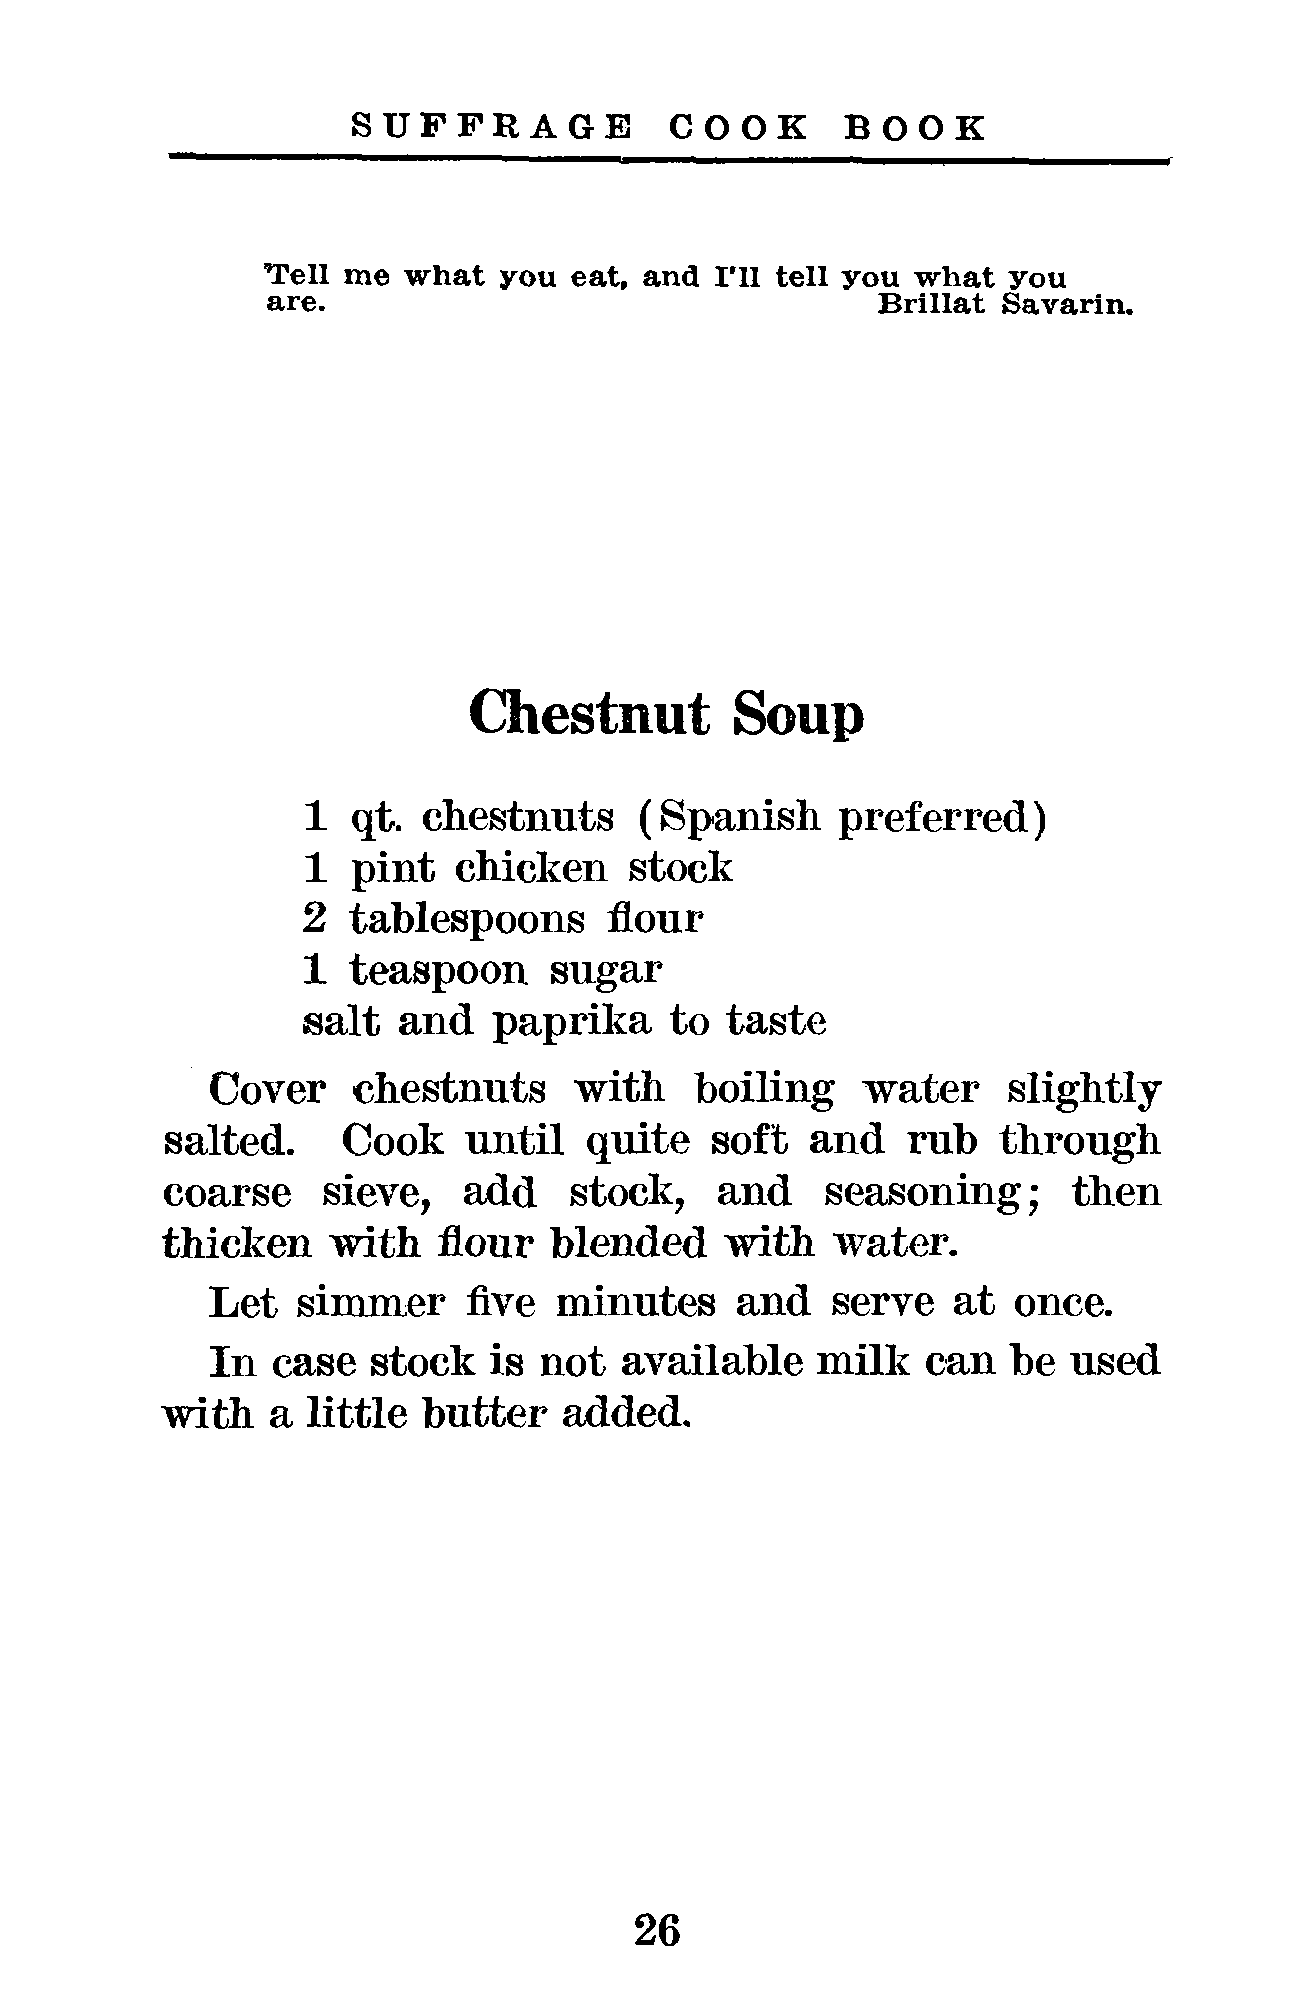 SUFFRAGE COOK BOOK
Tell me what you eat, and I'll tell you what you
are. Brillat Savarin.
Chestnut Soup
1 qt. chestnuts (Spanish preferred)
1 pint chicken stock
2 tablespoons flour
1 teaspoon sugar
salt and paprika to taste
Cover chestnuts with boiling water slightly
salted. Cook until quite soft and rub through
coarse sieve, add stock, and seasoning; then
thicken with flour blended with water.
Let simmer five minutes and serve at once.
In case stock is not available milk can be used
with a little butter added.
26